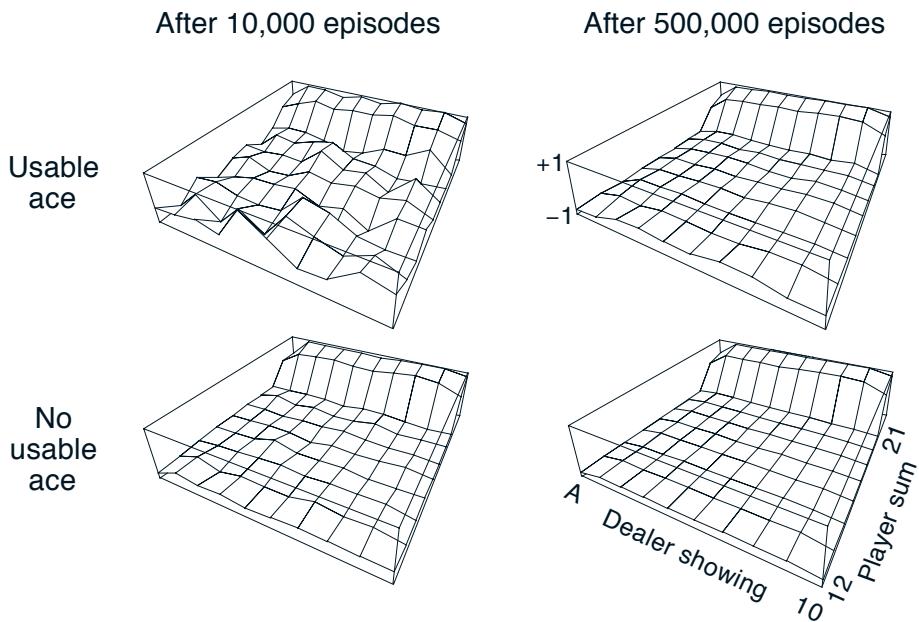 After 10,000 episodes
After 500,000 episodes
Usable
ace
+1
−1
No
usable
ace
A
Dealer showing
10
12
Player sum
21